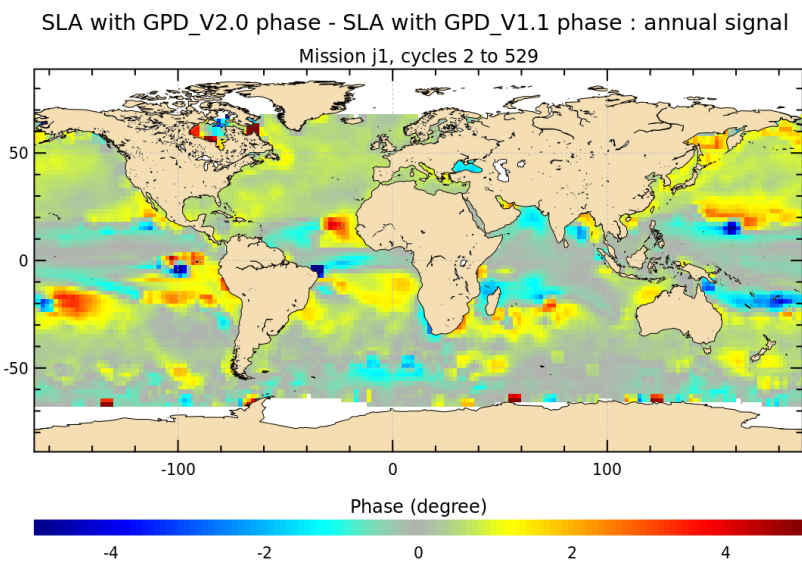 SLA with GPD_V2.0 phase - SLA with GPD_V1.1 phase : annual signal
Mission j1, cycles 2 to 529
50
0
-50
-100 0 100
Phase (degree)
-4 -2 0 2 4